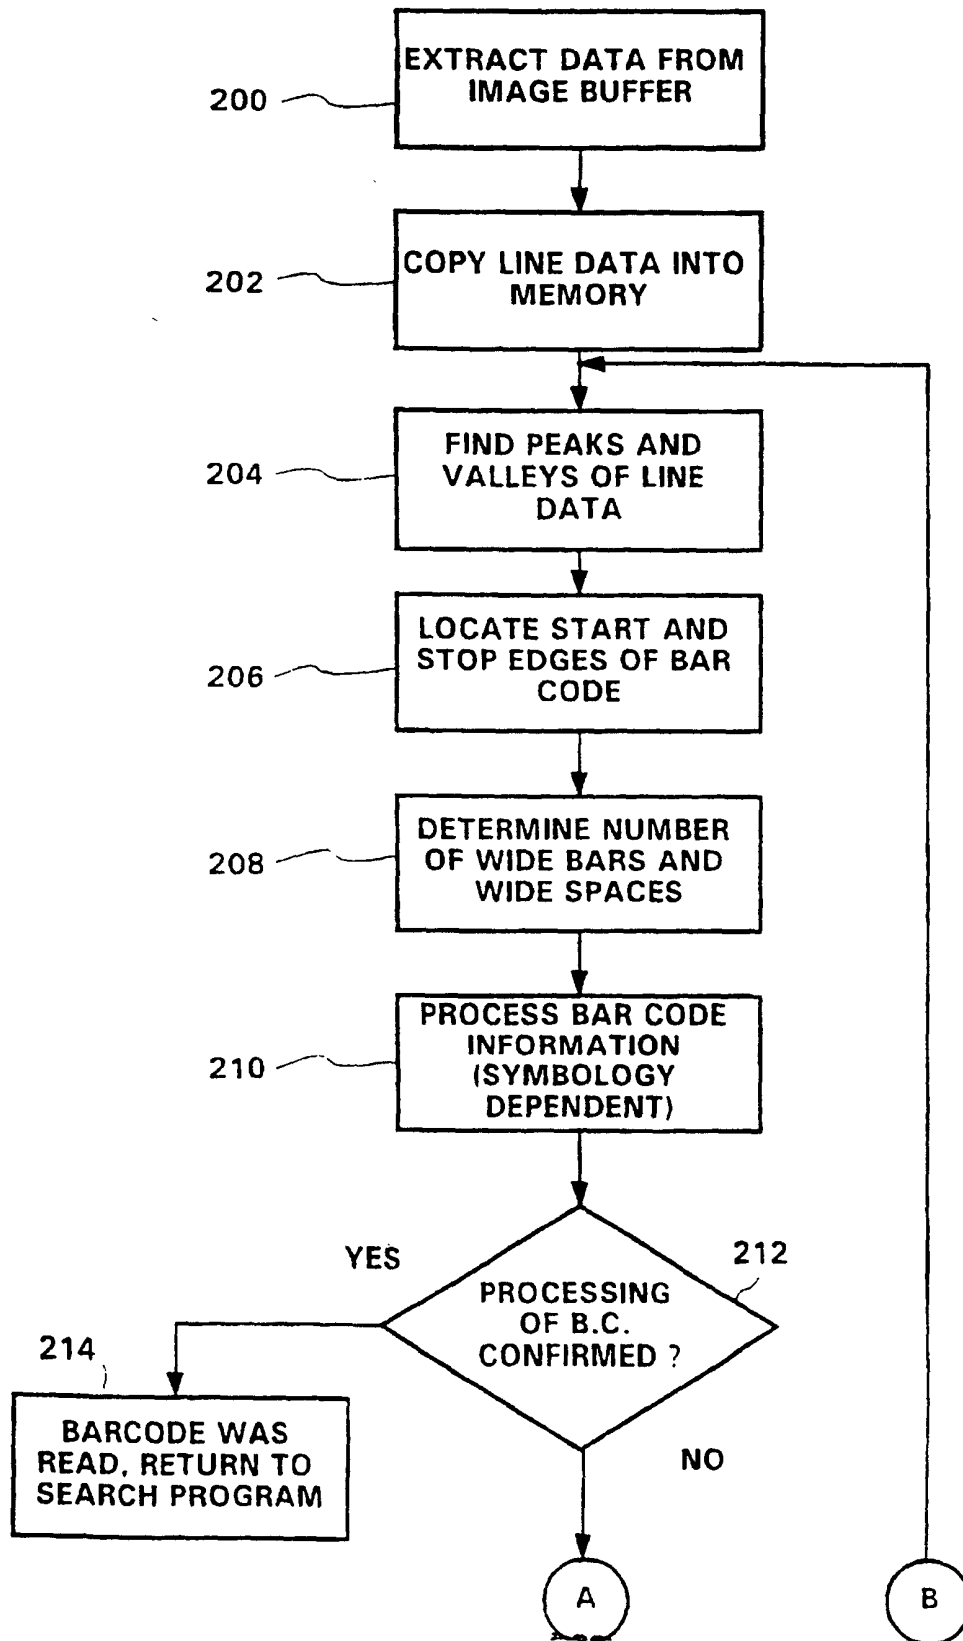 EXTRACT DATA FROM
IMAGE BUFFER
200
COPY LINE DATA INTO
MEMORY
202
FIND PEAKS AND
VALLEYS OF LINE
DATA
204
LOCATE START AND
STOP EDGES OF BAR
CODE
206
DETERMINE NUMBER
OF WIDE BARS AND
WIDE SPACES
208
PROCESS BAR CODE
INFORMATION
(SYMBOLOGY
DEPENDENT)
210
YES
212
PROCESSING
OF B.C.
CONFIRMED ?
214
BARCODE WAS
READ, RETURN TO
SEARCH PROGRAM
NO
A
B